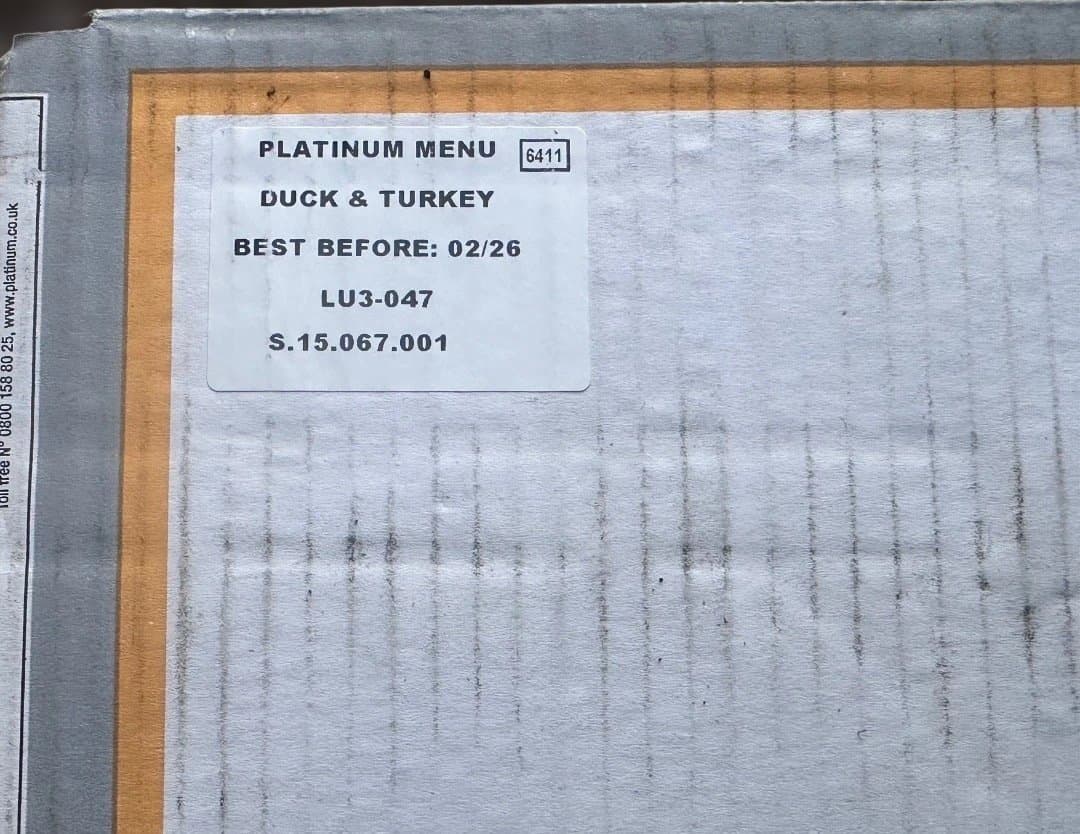 PLATINUM MENU 6411
DUCK & TURKEY
BEST BEFORE: 02/26
LU3-047
S.15.067.001
Toll free Nº 0800 158 80 25, www.platinum.co.uk